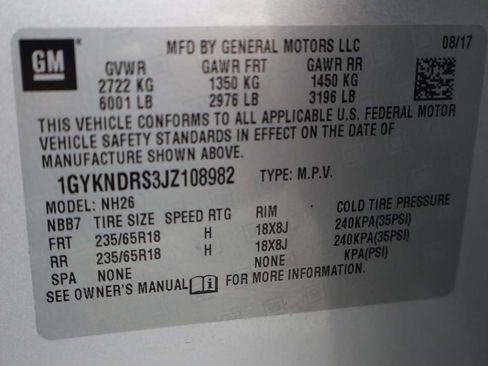 GM
MFD BY GENERAL MOTORS LLC 08/17
GVWR GAWR FRT GAWR RR
2722 KG 1350 KG 1450 KG
6001 LB 2976 LB 3196 LB
THIS VEHICLE CONFORMS TO ALL APPLICABLE U.S. FEDERAL MOTOR
VEHICLE SAFETY STANDARDS IN EFFECT ON THE DATE OF
MANUFACTURE SHOWN ABOVE.
1GYKNDRS3JZ108982 TYPE: M.P.V.
MODEL: NH26
NBB7 TIRE SIZE SPEED RTG RIM COLD TIRE PRESSURE
FRT 235/65R18 H 18X8J 240KPA(35PSI)
RR 235/65R18 H 18X8J 240KPA(35PSI)
SPA NONE NONE KPA(PSI)
SEE OWNER'S MANUAL FOR MORE INFORMATION.